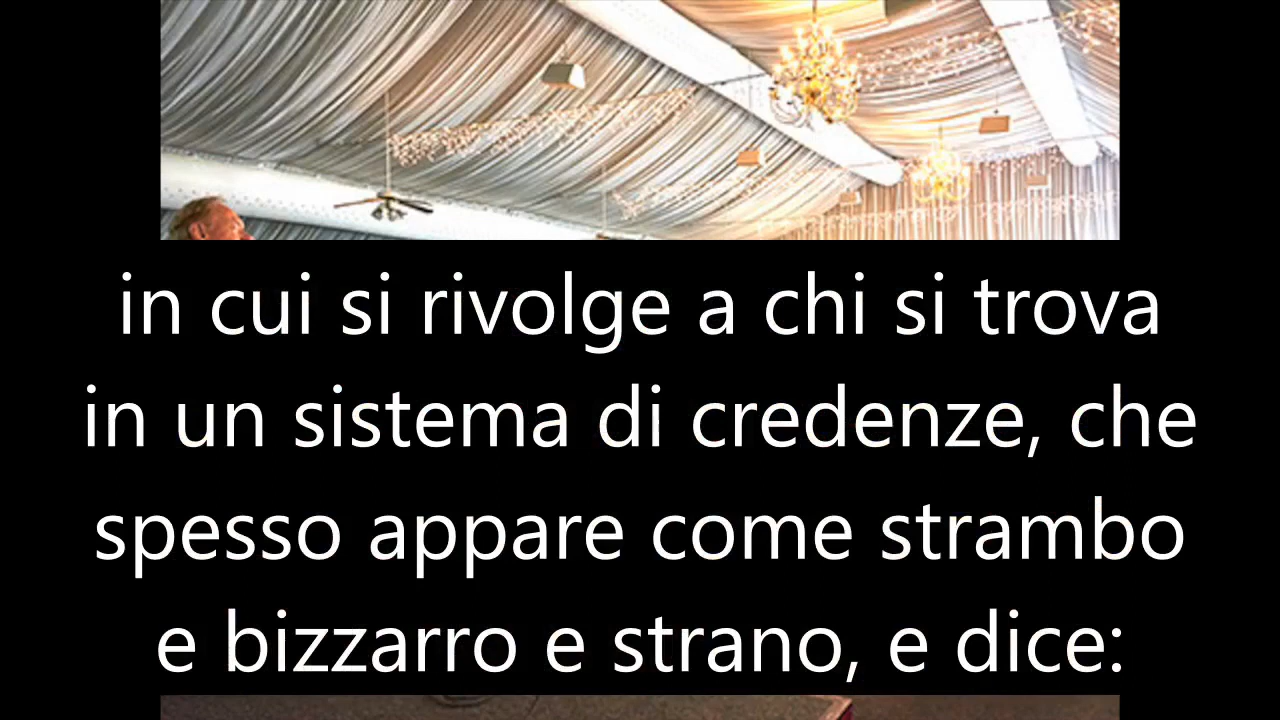 in cui si rivolge a chi si trova
in un sistema di credenze, che
spesso appare come strambo
e bizzarro e strano, e dice: